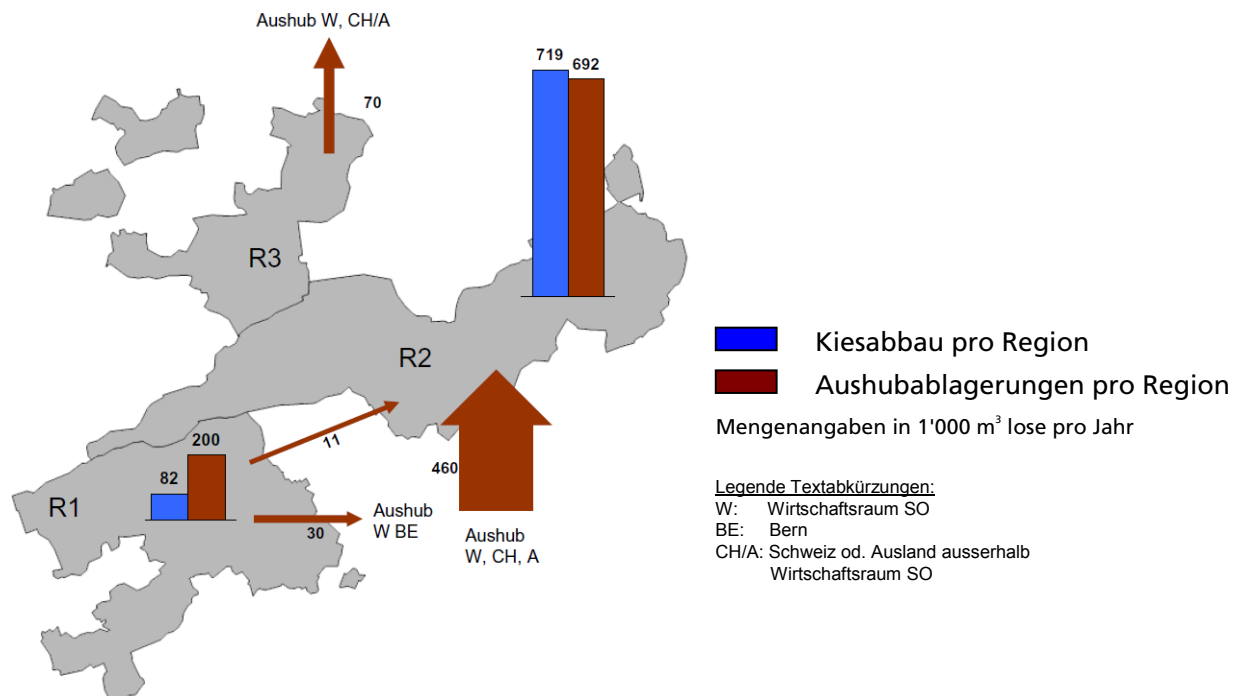 Aushub W, CH/A
70
719
692
R3
R2
11
200
82
R1
30
Aushub
W BE
460
Aushub
W, CH, A
Kiesabbau pro Region
Aushubablagerungen pro Region
Mengenangaben in 1'000 m³ lose pro Jahr
Legende Textabkürzungen:
W: Wirtschaftsraum SO
BE: Bern
CH/A: Schweiz od. Ausland ausserhalb
Wirtschaftsraum SO